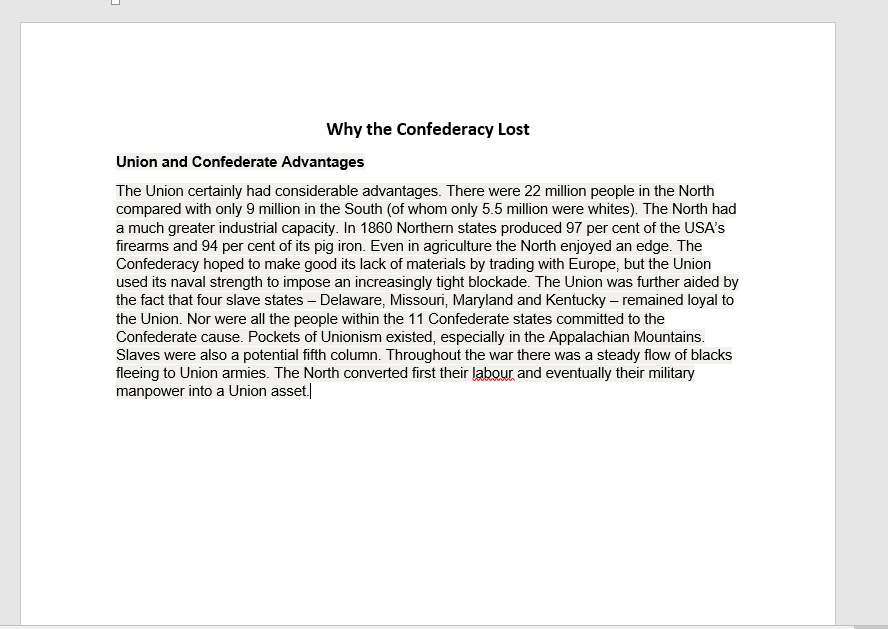 Why the Confederacy Lost
Union and Confederate Advantages
The Union certainly had considerable advantages. There were 22 million people in the North
compared with only 9 million in the South (of whom only 5.5 million were whites). The North had
a much greater industrial capacity. In 1860 Northern states produced 97 per cent of the USA’s
firearms and 94 per cent of its pig iron. Even in agriculture the North enjoyed an edge. The
Confederacy hoped to make good its lack of materials by trading with Europe, but the Union
used its naval strength to impose an increasingly tight blockade. The Union was further aided by
the fact that four slave states – Delaware, Missouri, Maryland and Kentucky – remained loyal to
the Union. Nor were all the people within the 11 Confederate states committed to the
Confederate cause. Pockets of Unionism existed, especially in the Appalachian Mountains.
Slaves were also a potential fifth column. Throughout the war there was a steady flow of blacks
fleeing to Union armies. The North converted first their labour and eventually their military
manpower into a Union asset.